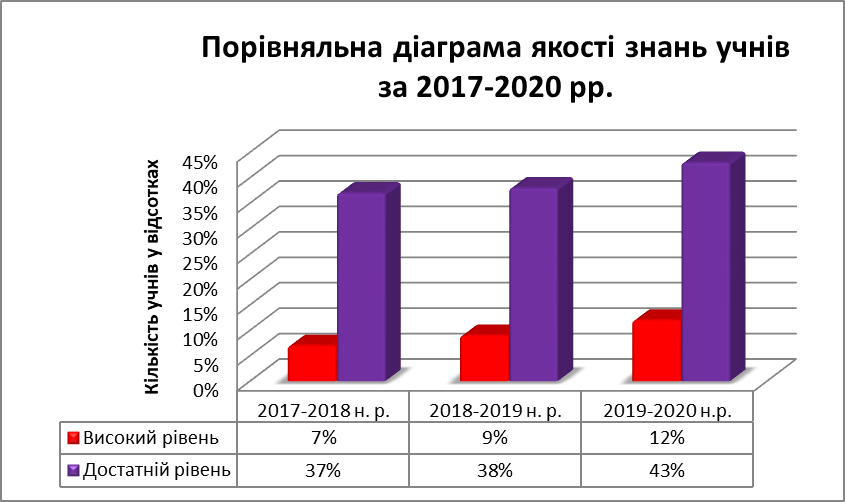 Порівняльна діаграма якості знань учнів
за 2017-2020 рр.
Кількість учнів у відсотках
45%
40%
35%
30%
25%
20%
15%
10%
5%
0%
2017-2018 н. р. 2018-2019 н. р. 2019-2020 н.р.
Високий рівень 7% 9% 12%
Достатній рівень 37% 38% 43%